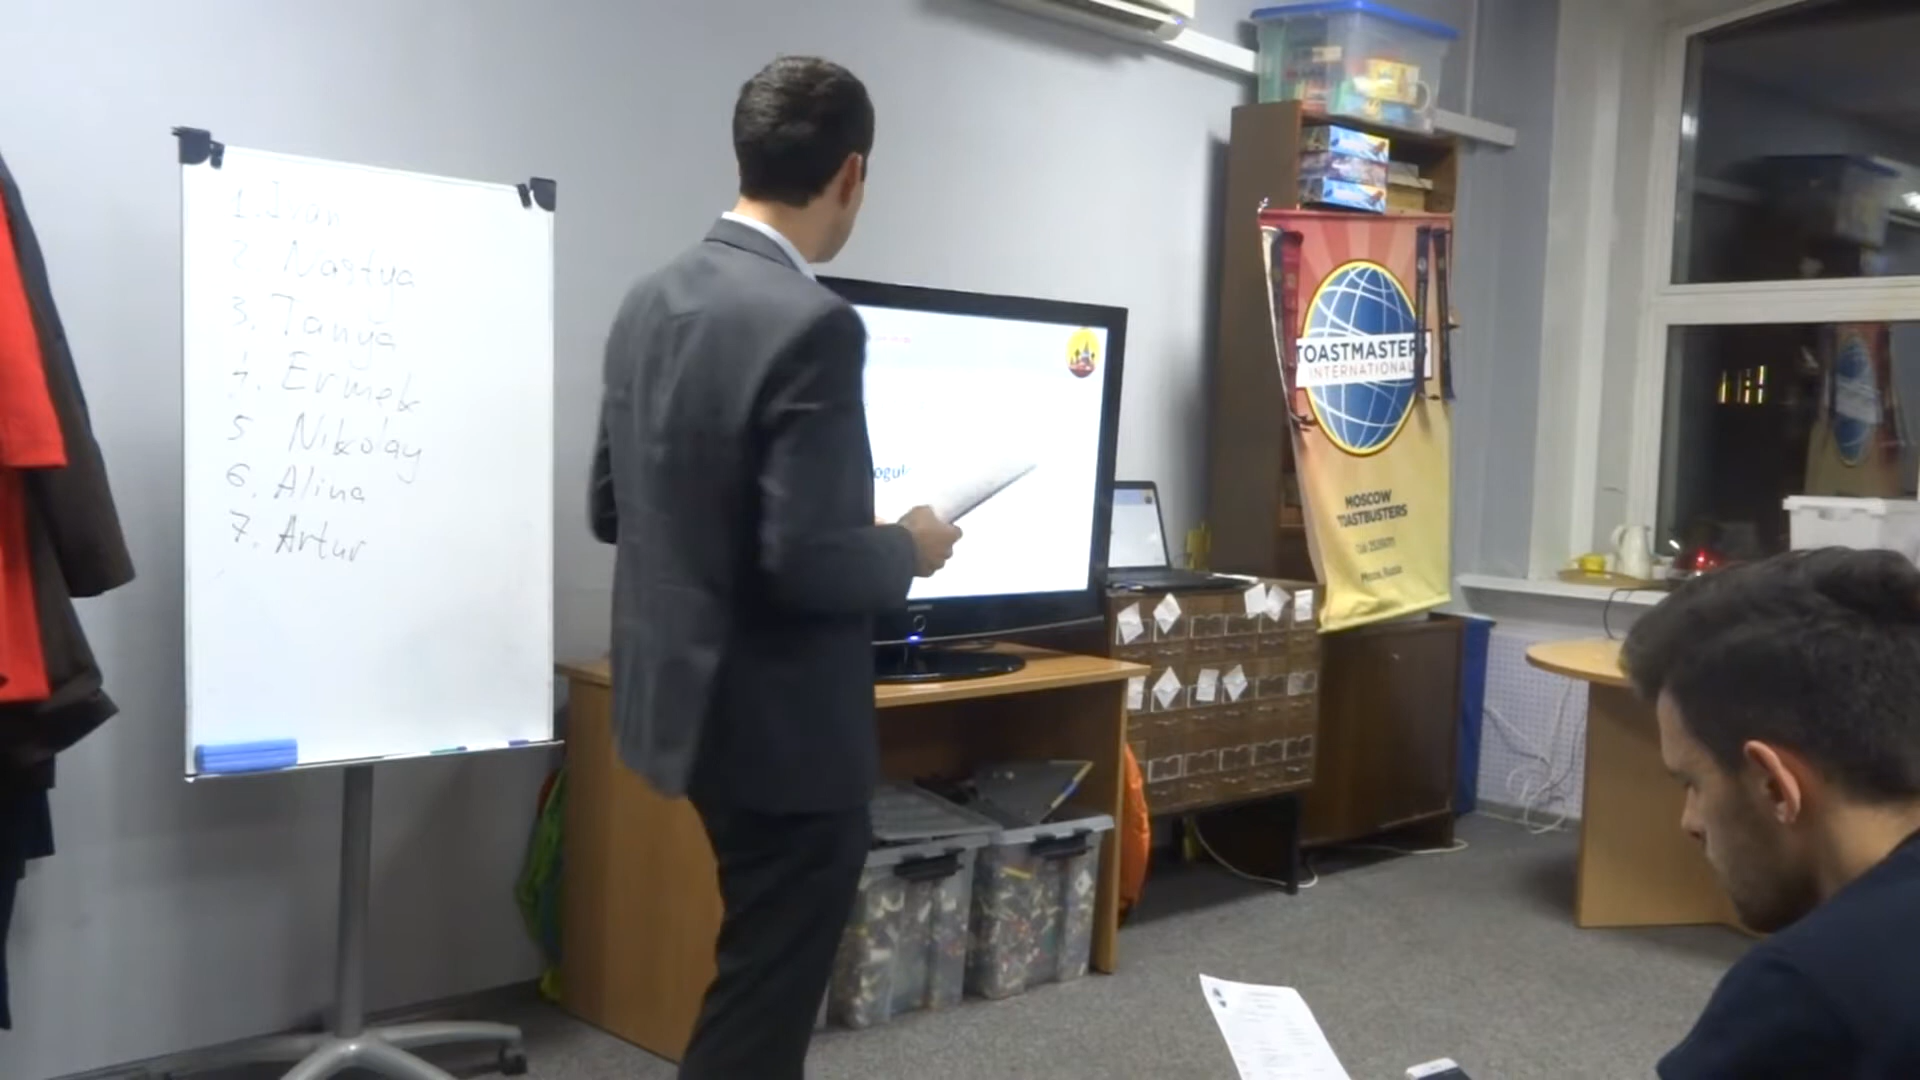 1. Ivan
2 Nastya
3. Tanya
4. Ermek
5 Nikolay
6. Alina
7. Artur
TOASTMASTERS
INTERNATIONAL
MOSCOW
TOASTBUSTERS